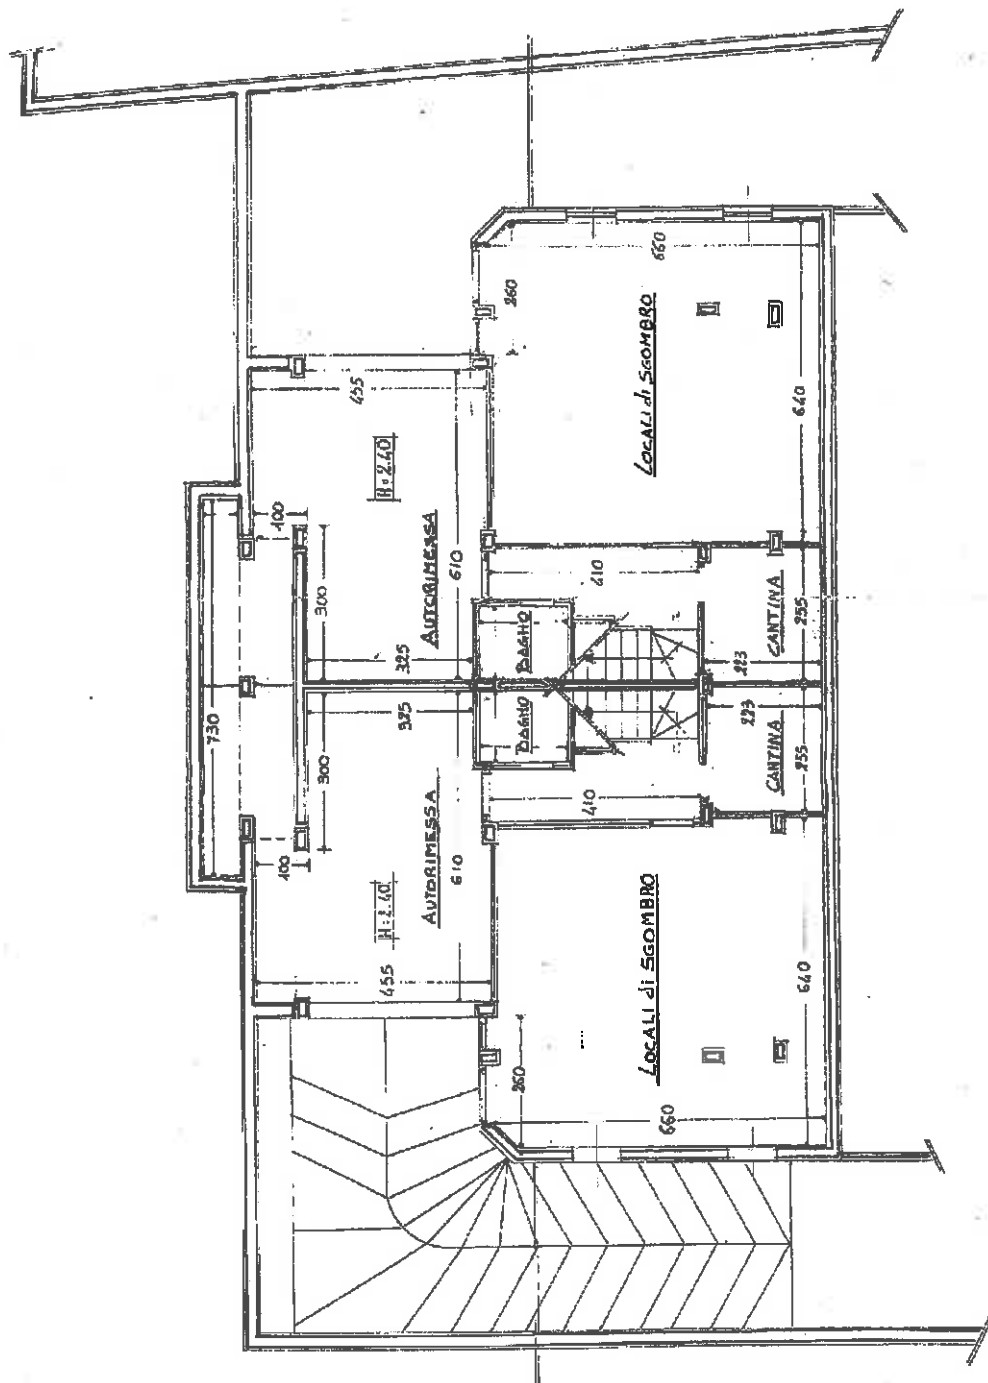 730
100
100
300
300
455
H=2.40
H=2.40
455
AUTORIMESSA
AUTORIMESSA
325
325
610
610
BAGNO
BAGNO
260
260
410
410
LOCALI di SGOMBRO
LOCALI di SGOMBRO
660
660
223
223
CANTINA
CANTINA
640
255
255
640